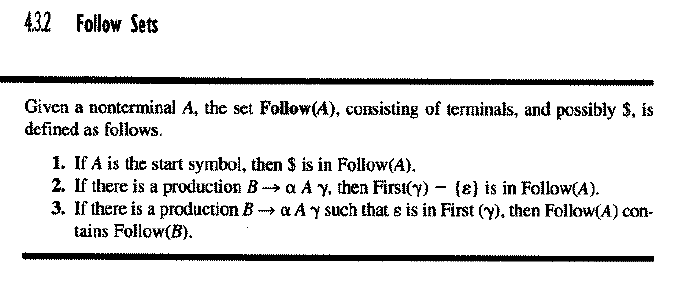 4.3.2 Follow Sets
Given a nonterminal A, the set Follow(A), consisting of terminals, and possibly $, is
defined as follows.
1. If A is the start symbol, then $ is in Follow(A).
2. If there is a production B → α A γ, then First(γ) − {ε} is in Follow(A).
3. If there is a production B → α A γ such that ε is in First (γ), then Follow(A) con-
tains Follow(B).